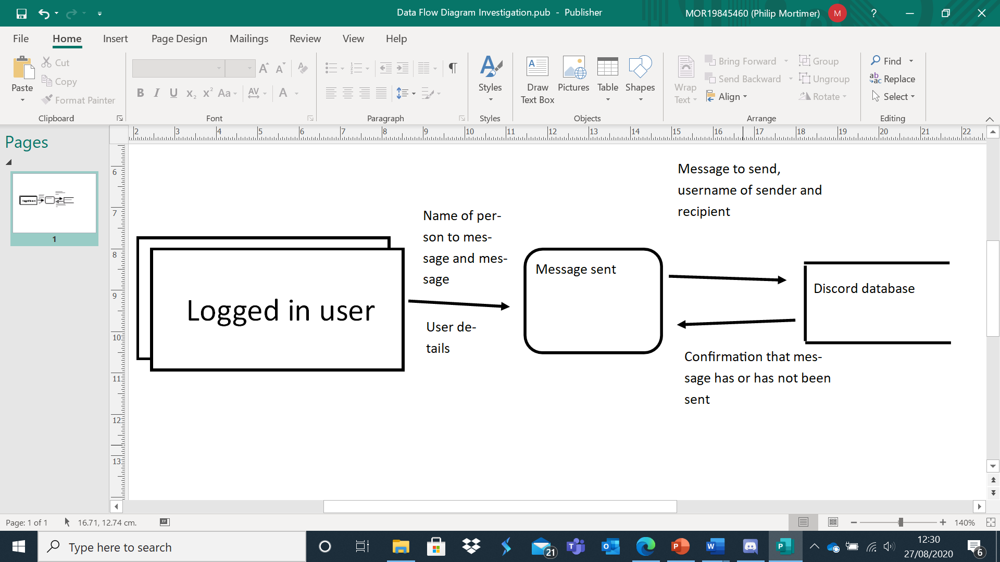 Data Flow Diagram Investigation.pub - Publisher
MOR19845460 (Philip Mortimer)
M
?
File
Home
Insert
Page Design
Mailings
Review
View
Help
Paste
Cut
Copy
Format Painter
Clipboard
B I U X₂ X² Aa AV A
Font
Paragraph
Styles
Styles
Draw
Text Box
Pictures
Table
Shapes
Objects
Wrap
Text
Bring Forward
Send Backward
Align
Group
Ungroup
Rotate
Arrange
Find
Replace
Select
Editing
Pages
1
2 3 4 5 6 7 8 9 10 11 12 13 14 15 16 17 18 19 20 21 22
6
7
8
9
10
11
12
13
Logged in user
Name of per-
son to mes-
sage and mes-
sage
User de-
tails
Message sent
Message to send,
username of sender and
recipient
Discord database
Confirmation that mes-
sage has or has not been
sent
Page: 1 of 1
16.71, 12.74 cm.
140%
Type here to search
21
12:30
27/08/2020
6